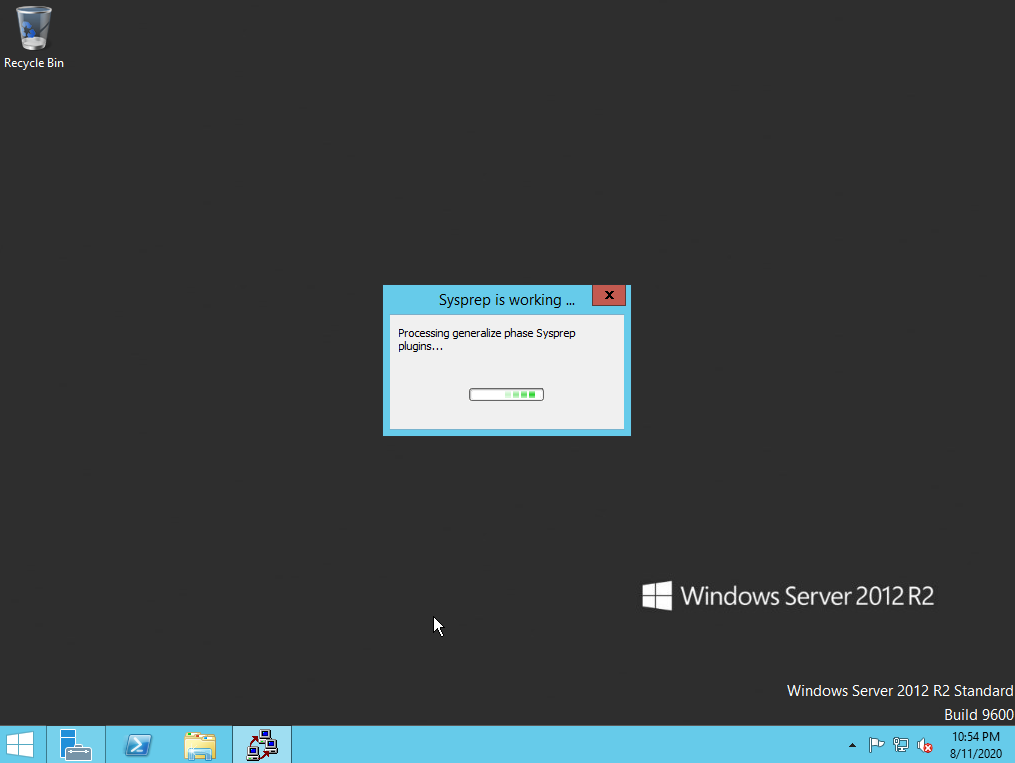 Recycle Bin
Sysprep is working ...
x
Processing generalize phase Sysprep
plugins...
Windows Server 2012 R2
Windows Server 2012 R2 Standard
Build 9600
10:54 PM
8/11/2020